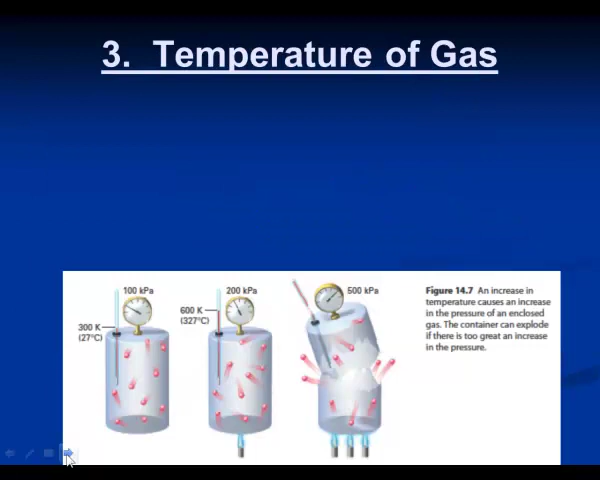 3. Temperature of Gas
100 kPa
200 kPa
500 kPa
300 K
(27°C)
600 K
(327°C)
Figure 14.7 An increase in
temperature causes an increase
in the pressure of an enclosed
gas. The container can explode
if there is too great an increase
in the pressure.